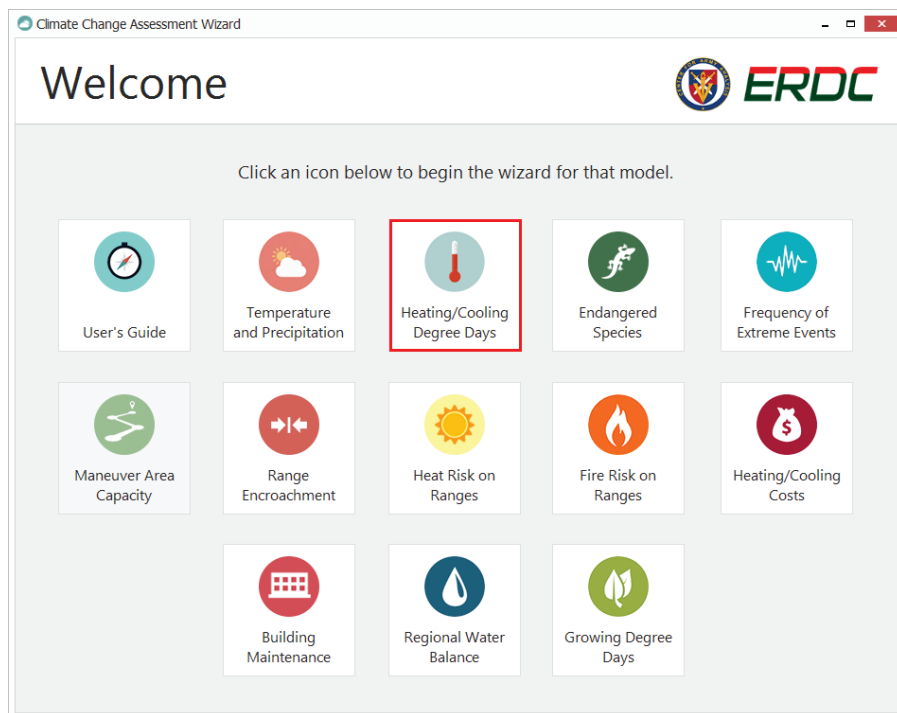 Climate Change Assessment Wizard
Welcome
ERDC
Click an icon below to begin the wizard for that model.
User's Guide
Temperature
and Precipitation
Heating/Cooling
Degree Days
Endangered
Species
Frequency of
Extreme Events
Maneuver Area
Capacity
Range
Encroachment
Heat Risk on
Ranges
Fire Risk on
Ranges
$
Heating/Cooling
Costs
Building
Maintenance
Regional Water
Balance
Growing Degree
Days